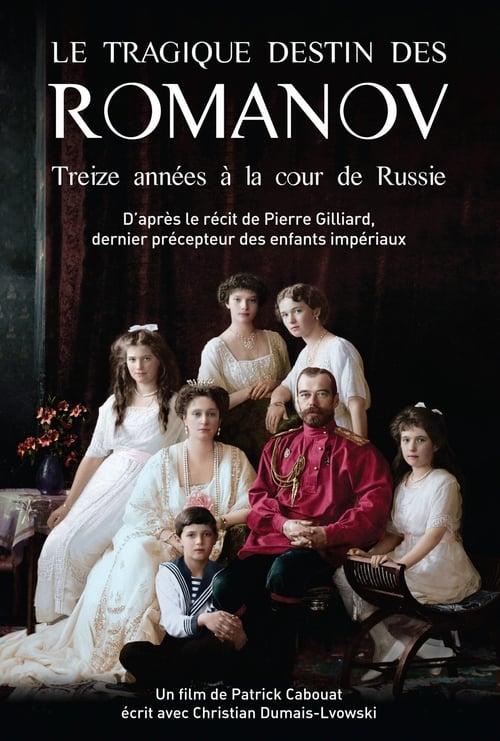 LE TRAGIQUE DESTIN DES
ROMANOV
Treize années à la cour de Russie
D'après le récit de Pierre Gilliard,
dernier précepteur des enfants impériaux
Un film de Patrick Cabouat
écrit avec Christian Dumais-Lvowski